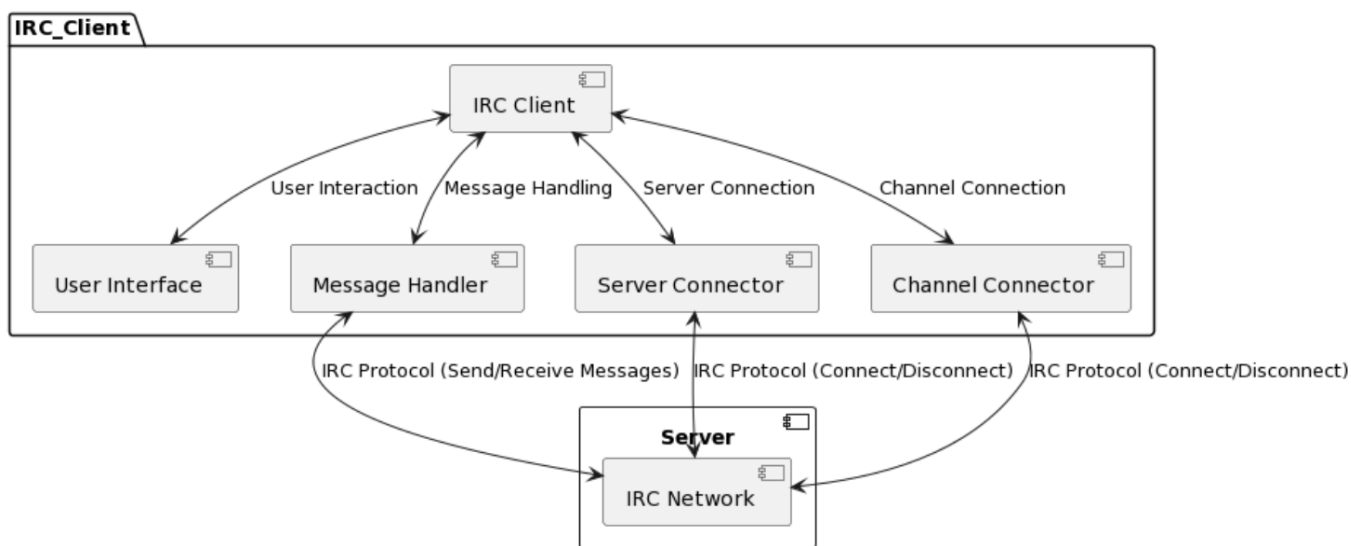 IRC_Client
IRC Client
User Interaction
Message Handling
Server Connection
Channel Connection
User Interface
Message Handler
Server Connector
Channel Connector
IRC Protocol (Send/Receive Messages)
IRC Protocol (Connect/Disconnect)
IRC Protocol (Connect/Disconnect)
Server
IRC Network